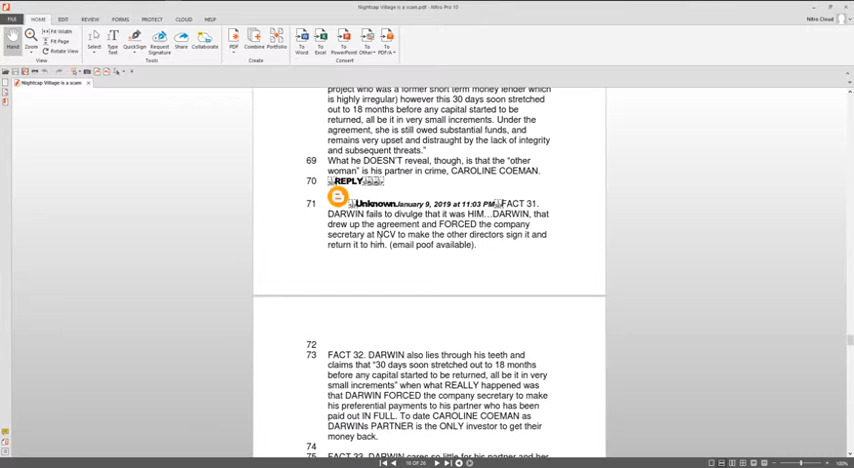 Nightcap Village is a scam.pdf - Nitro Pro 10
FILE HOME EDIT REVIEW FORMS PROTECT CLOUD HELP
Nitro Cloud
Hand Zoom Fit Width
Fit Page
Rotate View
Select Type Text QuickSign Request Signature Share Collaborate
PDF Combine Portfolio
To Word To Excel To PowerPoint To Other To PDF/A
View Tools Create Convert
Nightcap Village is a scam
project who was a former short term money lender which
is highly irregular) however this 30 days soon stretched
out to 18 months before any capital started to be
returned, all be it in very small increments. Under the
agreement, she is still owed substantial funds, and
remains very upset and distraught by the lack of integrity
and subsequent threats."
69 What he DOESN'T reveal, though, is that the "other
woman" is his partner in crime, CAROLINE COEMAN.
70 REPLY
71 Unknown January 9, 2019 at 11:03 PM FACT 31.
DARWIN fails to divulge that it was HIM…DARWIN, that
drew up the agreement and FORCED the company
secretary at NCV to make the other directors sign it and
return it to him. (email poof available).
72
73 FACT 32. DARWIN also lies through his teeth and
claims that "30 days soon stretched out to 18 months
before any capital started to be returned, all be it in very
small increments" when what REALLY happened was
that DARWIN FORCED the company secretary to make
his preferential payments to his partner who has been
paid out IN FULL. To date CAROLINE COEMAN as
DARWINs PARTNER is the ONLY investor to get their
money back.
74
75 FACT 33. DARWIN cares so little for his partner and her
18 OF 26
100%